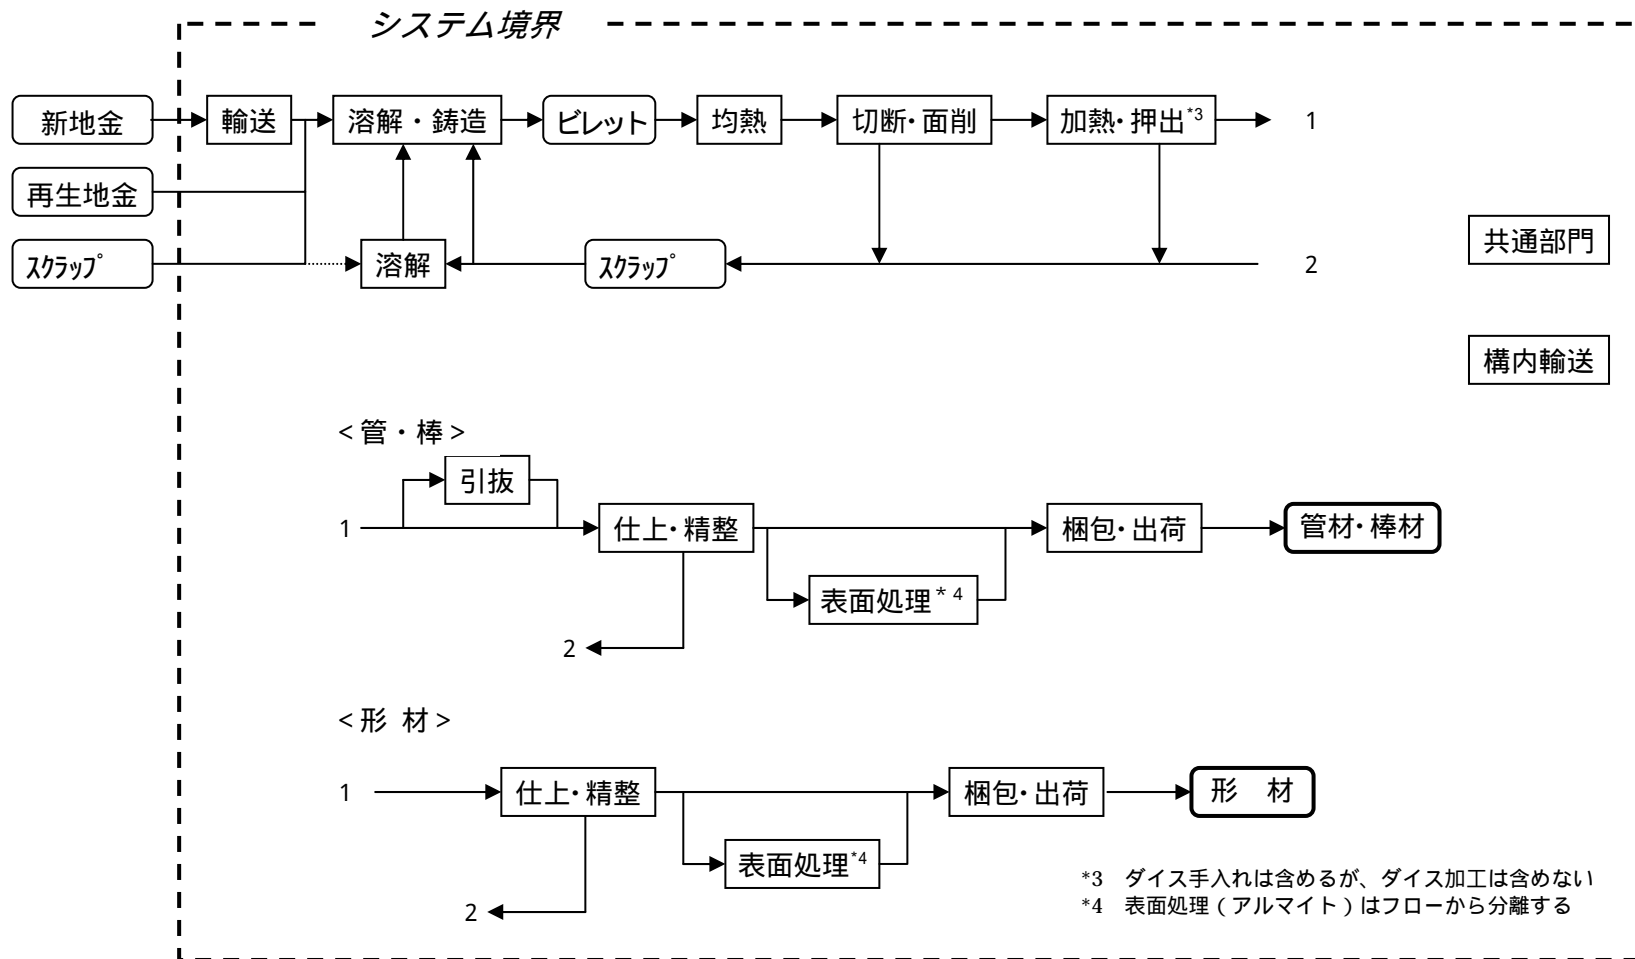 システム境界
新地金
輸送
溶解・鋳造
ビレット
均熱
切断・面削
加熱・押出*3
1
再生地金
スクラップ
溶解
スクラップ
2
共通部門
構内輸送
<管・棒>
引抜
1
仕上・精整
梱包・出荷
管材・棒材
表面処理*4
2
<形 材>
1
仕上・精整
梱包・出荷
形 材
表面処理*4
2
*3 ダイス手入れは含めるが、ダイス加工は含めない
*4 表面処理(アルマイト)はフローから分離する